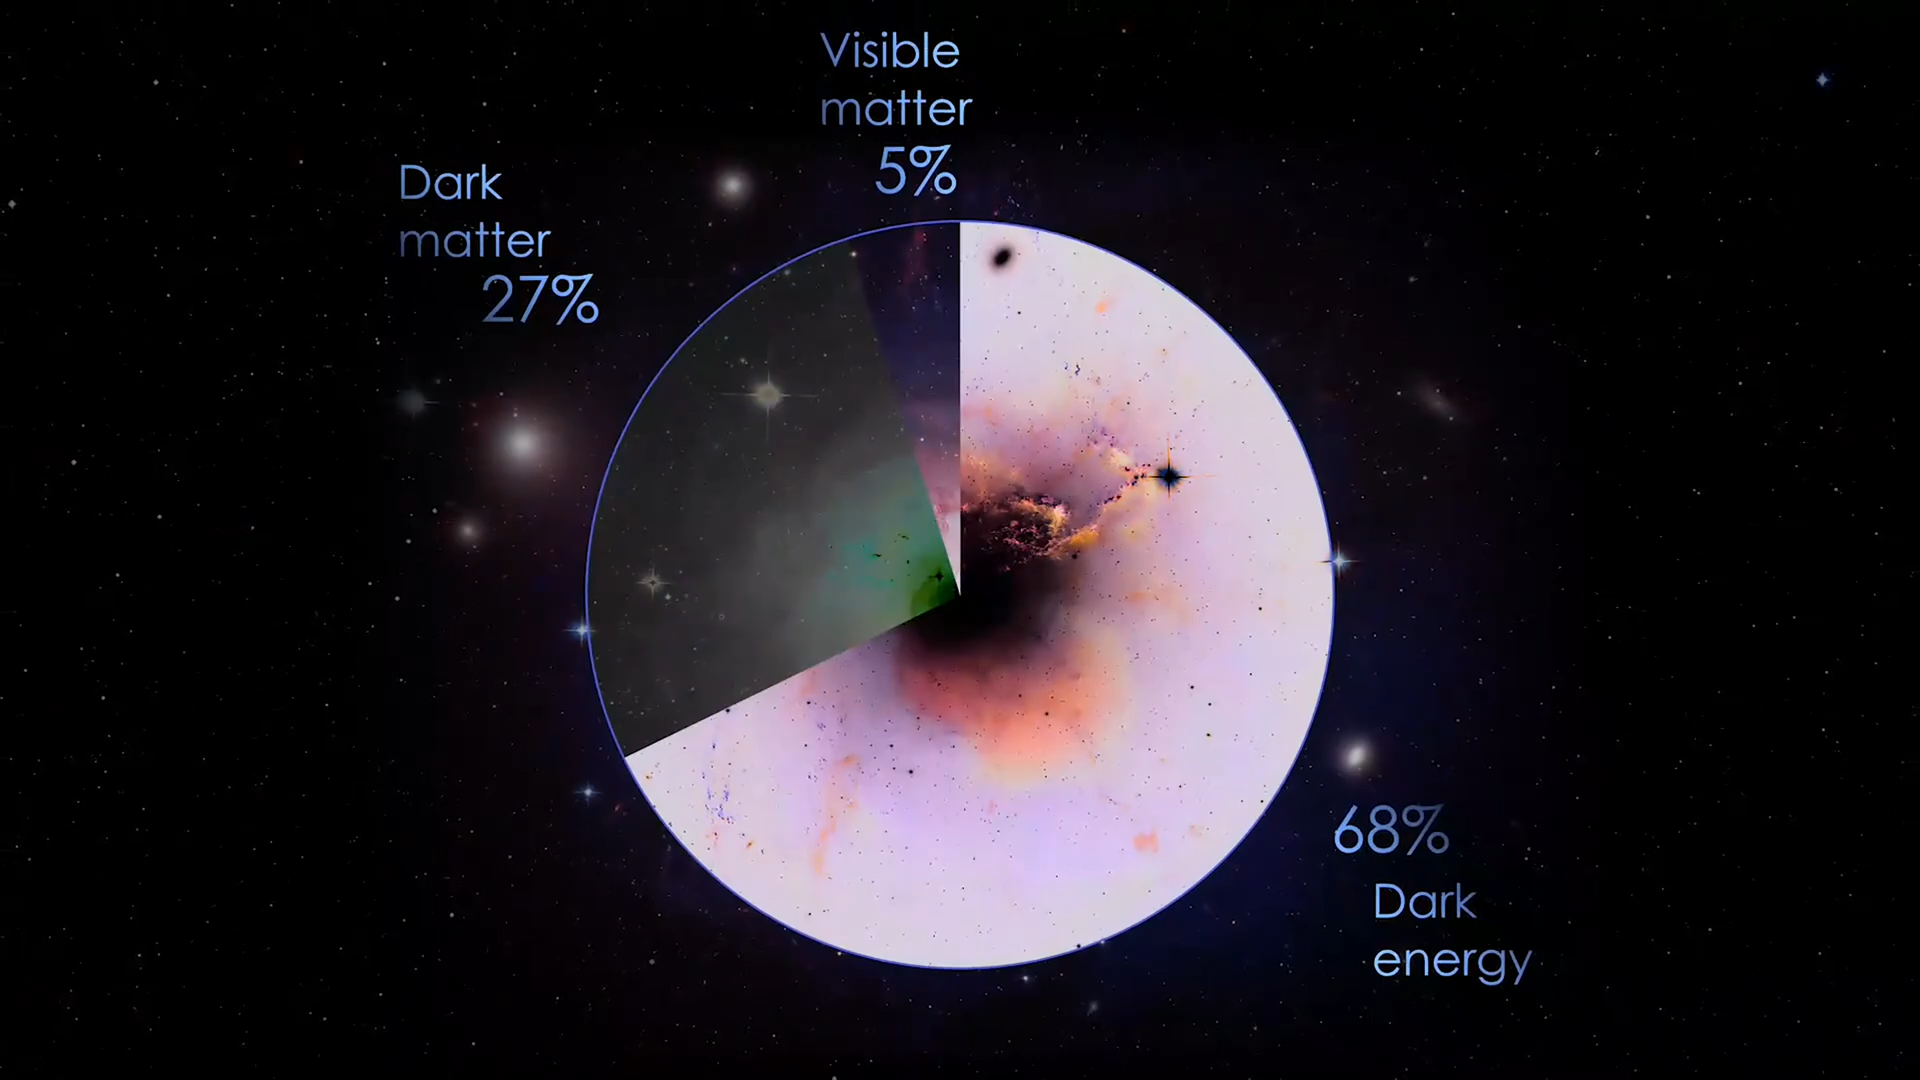 Visible
matter
5%
Dark
matter
27%
68%
Dark
energy